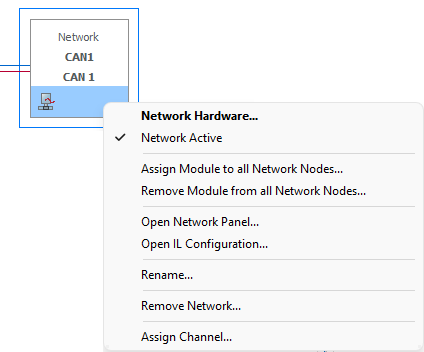 Network
CAN1
CAN 1
Network Hardware...
Network Active
Assign Module to all Network Nodes...
Remove Module from all Network Nodes...
Open Network Panel...
Open IL Configuration...
Rename...
Remove Network...
Assign Channel...